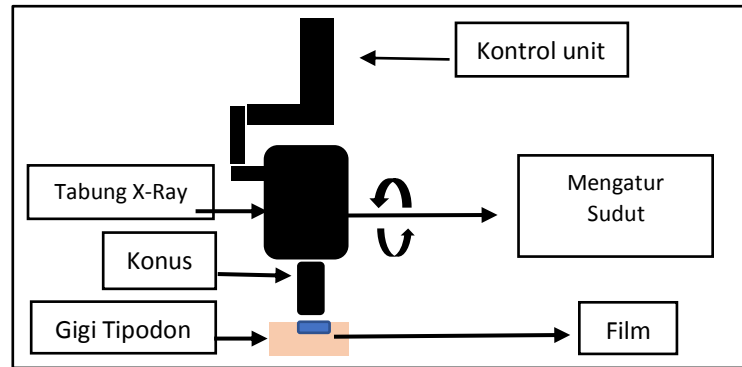 Kontrol unit
Tabung X-Ray
Mengatur
Sudut
Konus
Gigi Tipodon
Film